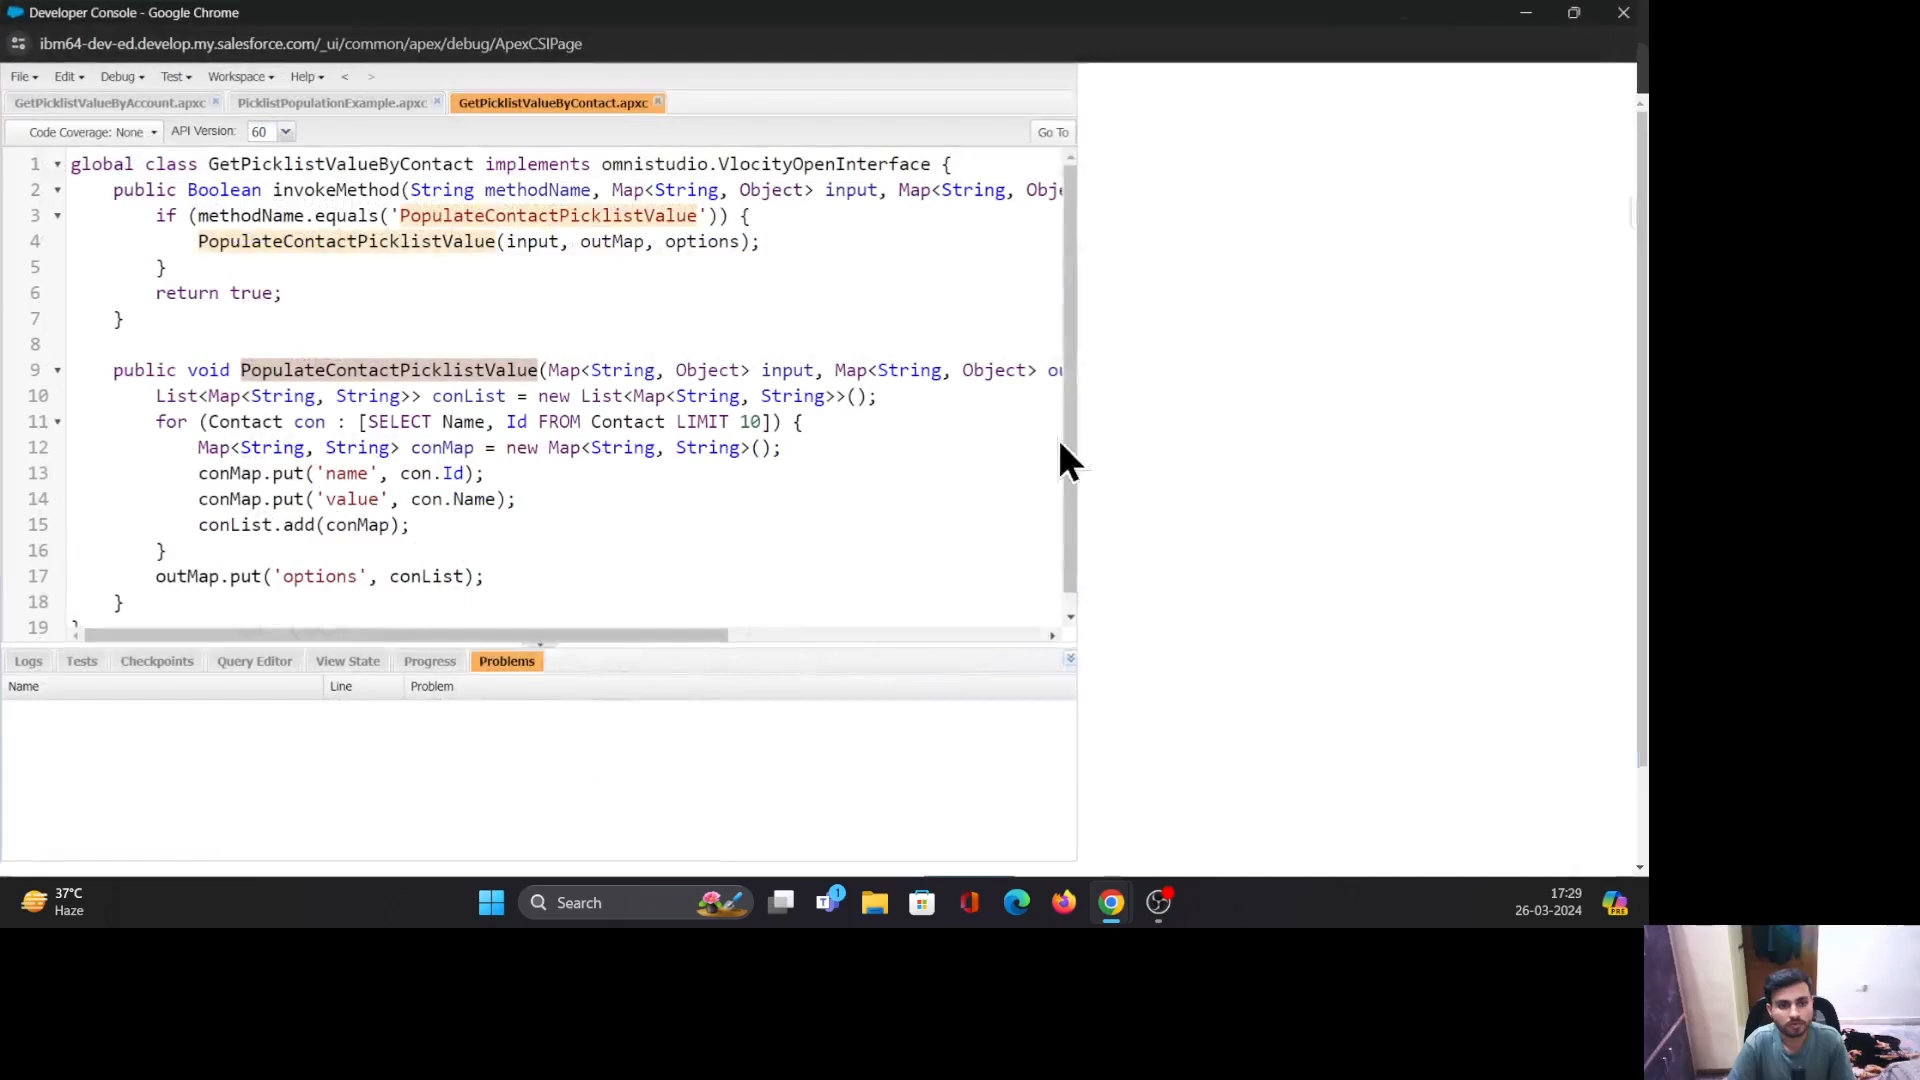 Developer Console - Google Chrome
ibm64-dev-ed.develop.my.salesforce.com/_ui/common/apex/debug/ApexCSIPage
File Edit Debug Test Workspace Help < >
GetPicklistValueByAccount.apxc PicklistPopulationExample.apxc GetPicklistValueByContact.apxc
Code Coverage: None API Version: 60 Go To
1 global class GetPicklistValueByContact implements omnistudio.VlocityOpenInterface {
2 public Boolean invokeMethod(String methodName, Map<String, Object> input, Map<String, Obje
3 if (methodName.equals('PopulateContactPicklistValue')) {
4 PopulateContactPicklistValue(input, outMap, options);
5 }
6 return true;
7 }
8
9 public void PopulateContactPicklistValue(Map<String, Object> input, Map<String, Object> ou
10 List<Map<String, String>> conList = new List<Map<String, String>>();
11 for (Contact con : [SELECT Name, Id FROM Contact LIMIT 10]) {
12 Map<String, String> conMap = new Map<String, String>();
13 conMap.put('name', con.Id);
14 conMap.put('value', con.Name);
15 conList.add(conMap);
16 }
17 outMap.put('options', conList);
18 }
19 }
Logs Tests Checkpoints Query Editor View State Progress Problems
Name Line Problem
37°C
Haze
Search
1
PRE
17:29
26-03-2024